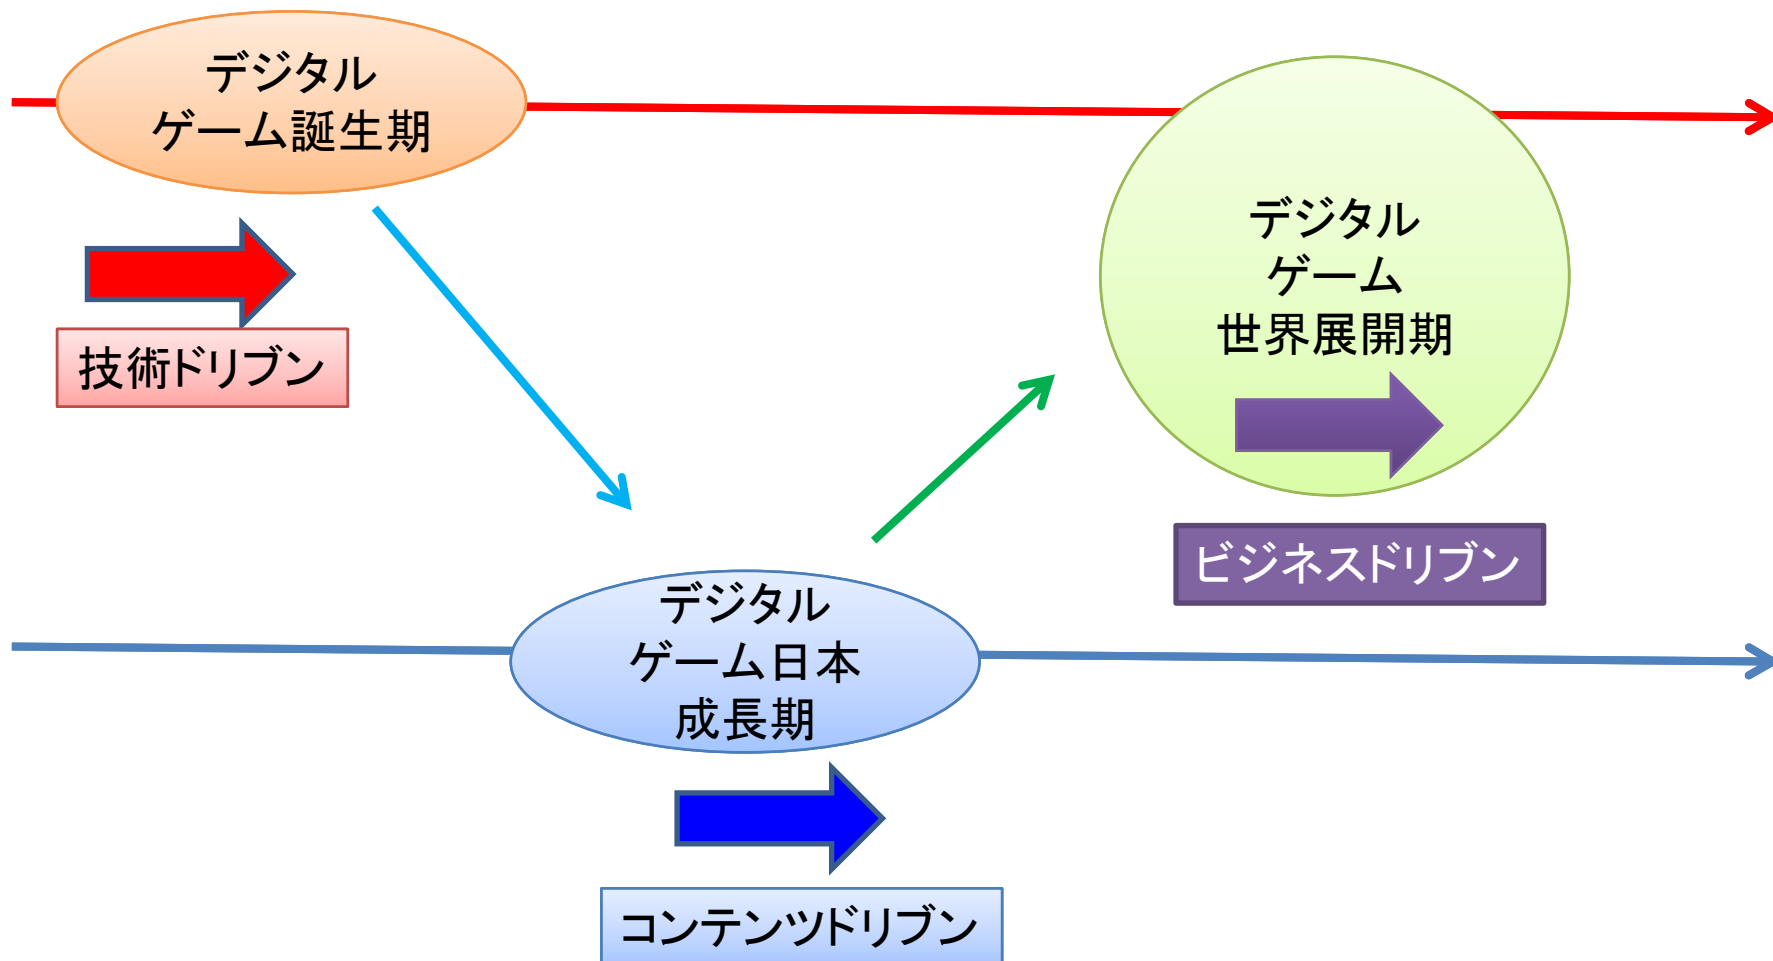 デジタル
ゲーム誕生期
技術ドリブン
デジタル
ゲーム
世界展開期
ビジネスドリブン
デジタル
ゲーム日本
成長期
コンテンツドリブン